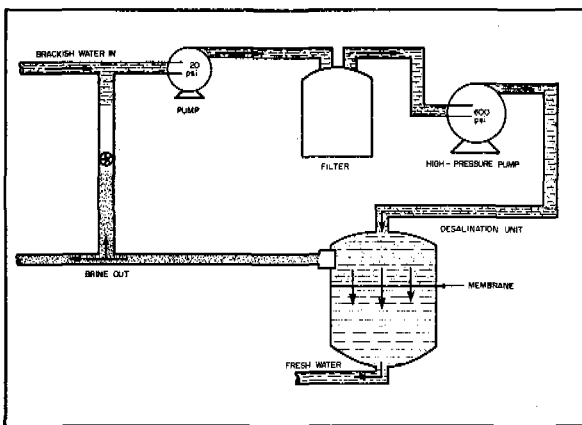 BRACKISH WATER IN
20
psi
PUMP
FILTER
600
psi
HIGH-PRESSURE PUMP
DESALINATION UNIT
MEMBRANE
BRINE OUT
FRESH WATER